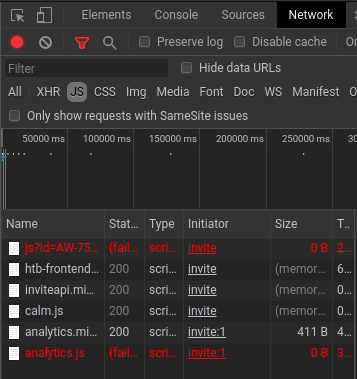 Elements Console Sources Network
Preserve log Disable cache On
Filter Hide data URLs
All XHR JS CSS Img Media Font Doc WS Manifest O
Only show requests with SameSite issues
50000 ms 100000 ms 150000 ms 200000 ms 250000 ms 30
Name Stat... Type Initiator Size T...
js?id=AW-75... (fail... scri... invite 0 B 2...
htb-frontend... 200 scri... invite (memor... 6...
inviteapi.mi... 200 scri... invite (memor... 0...
calm.js 200 scri... invite (memor... 0...
analytics.mi... 200 scri... invite:1 411 B 4...
analytics.js (fail... scri... invite:1 0 B 3...